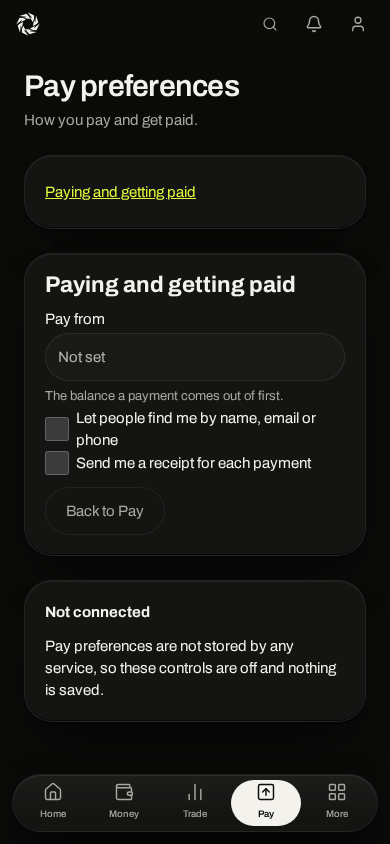 Pay preferences
How you pay and get paid.
Paying and getting paid
Paying and getting paid
Pay from
Not set
The balance a payment comes out of first.
Let people find me by name, email or
phone
Send me a receipt for each payment
Back to Pay
Not connected
Pay preferences are not stored by any
service, so these controls are off and nothing
is saved.
Home Money Trade Pay More